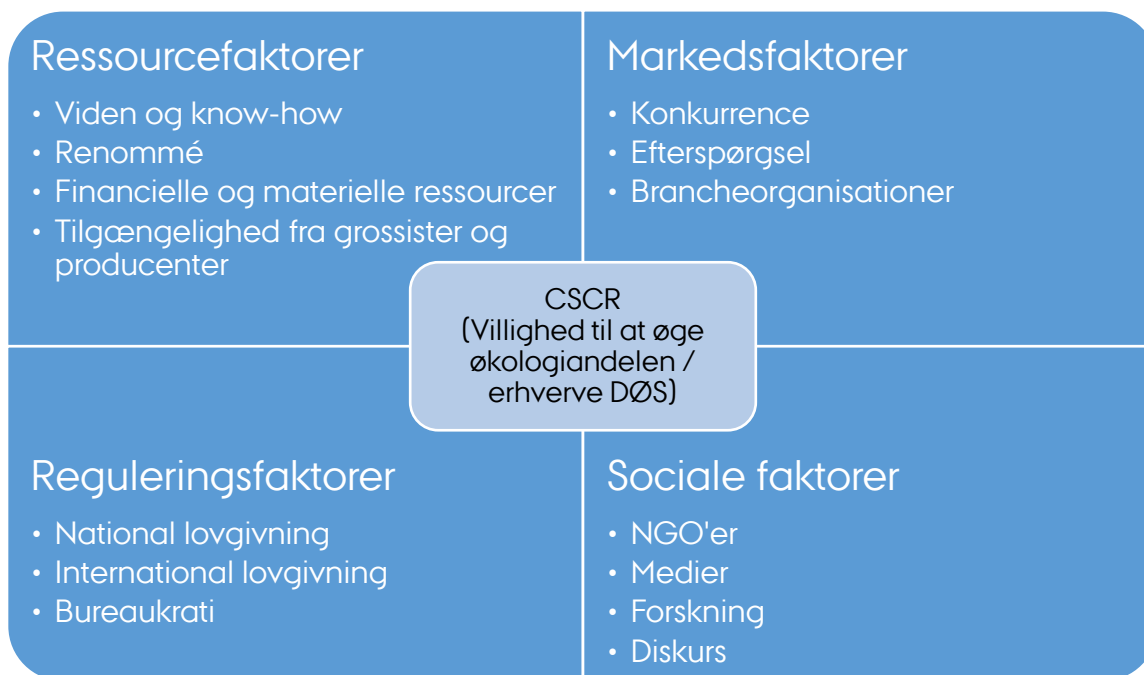 Ressourcefaktorer
• Viden og know-how
• Renommé
• Financielle og materielle ressourcer
• Tilgængelighed fra grossister og
producenter
Markedsfaktorer
• Konkurrence
• Efterspørgsel
• Brancheorganisationer
CSCR
(Villighed til at øge
økologiandelen /
erhverve DØS)
Reguleringsfaktorer
• National lovgivning
• International lovgivning
• Bureaukrati
Sociale faktorer
• NGO'er
• Medier
• Forskning
• Diskurs